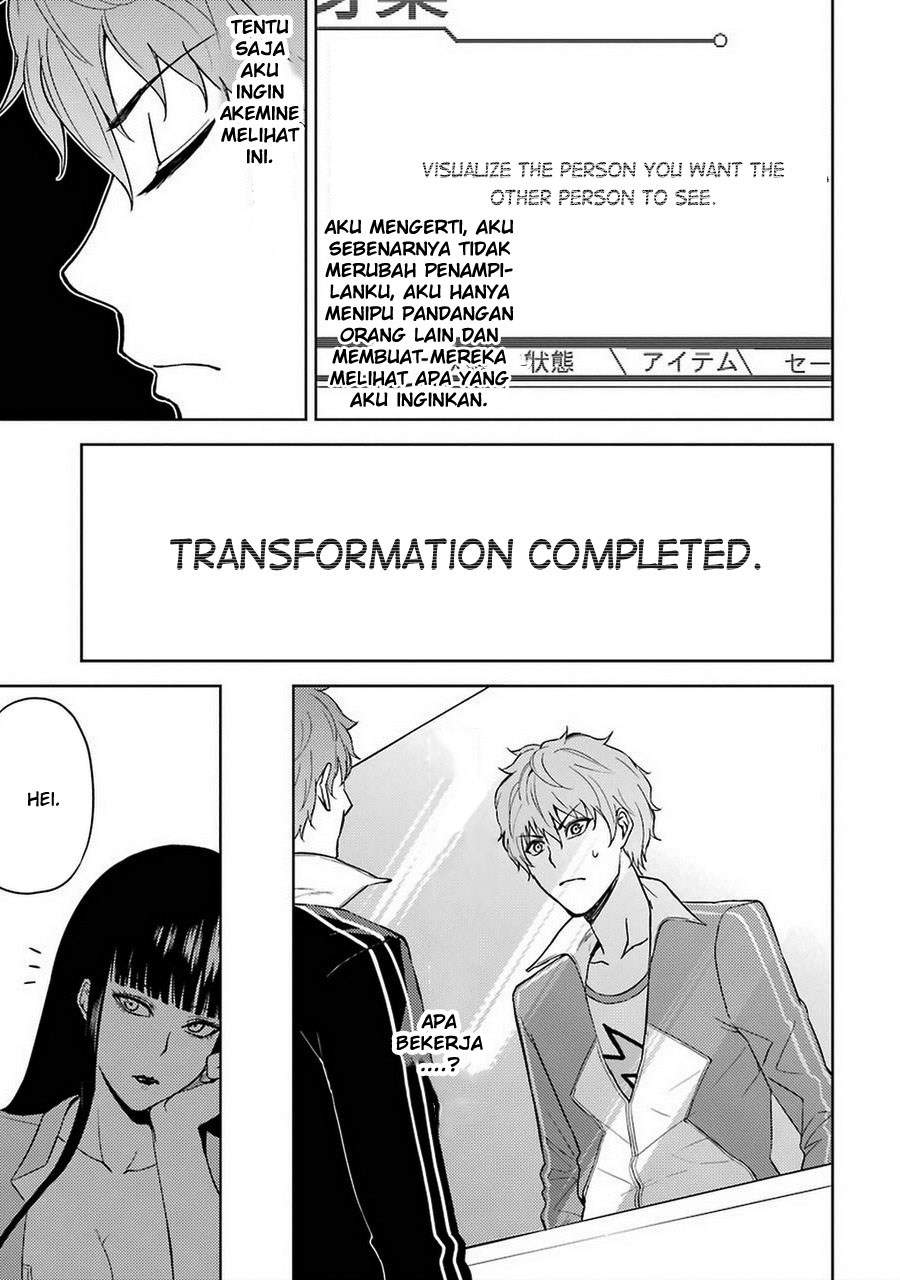 VISUALIZE THE PERSON YOU WANT THE
OTHER PERSON TO SEE.
AKU MENGERTI, AKU
SEBENARNYA TIDAK
MERUBAH PENAMPI-
LANKU, AKU HANYA
MENIPU PANDANGAN
ORANG LAIN DAN
MEMBUAT MEREKA
MELIHAT APA YANG
AKU INGINKAN.
状態 \ アイテム\ セー
TENTU
SAJA
AKU
INGIN
AKEMINE
MELIHAT
INI.
TRANSFORMATION COMPLETED.
APA
BEKERJA
....?
HEI.